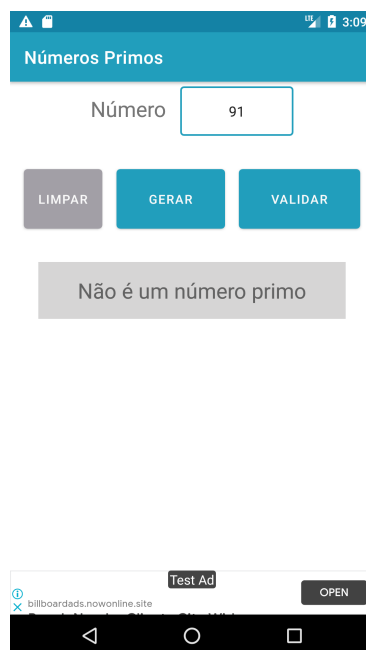 LTE 3:09
Números Primos
Número 91
LIMPAR GERAR VALIDAR
Não é um número primo
Test Ad
billboardads.nowonline.site
OPEN